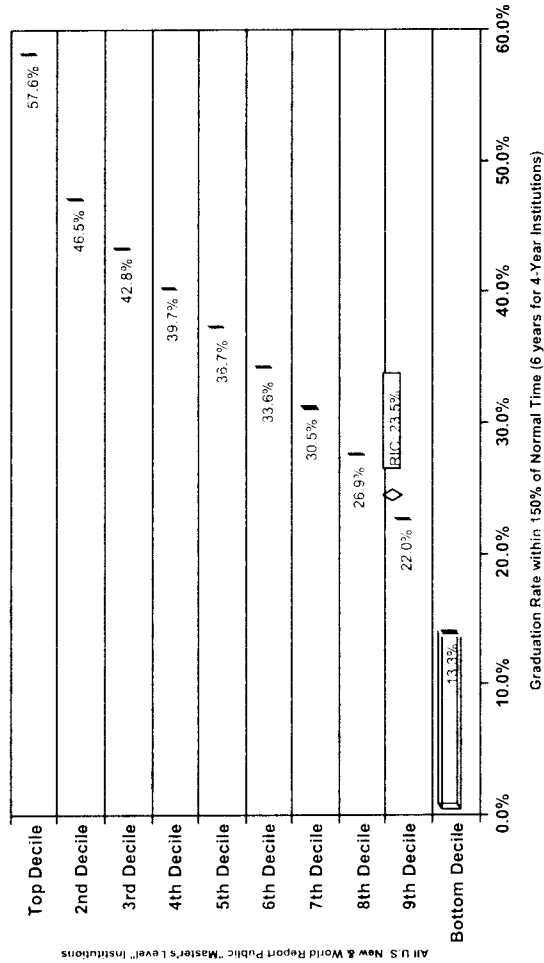 All U.S. New & World Report Public "Master's Level" Institutions
Top Decile
57.6%
2nd Decile
46.5%
3rd Decile
42.8%
4th Decile
39.7%
5th Decile
36.7%
6th Decile
33.6%
7th Decile
30.5%
8th Decile
26.9%
9th Decile
22.0%
RIC: 23.5%
Bottom Decile
13.3%
0.0%
10.0%
20.0%
30.0%
40.0%
50.0%
60.0%
Graduation Rate within 150% of Normal Time (6 years for 4-Year Institutions)